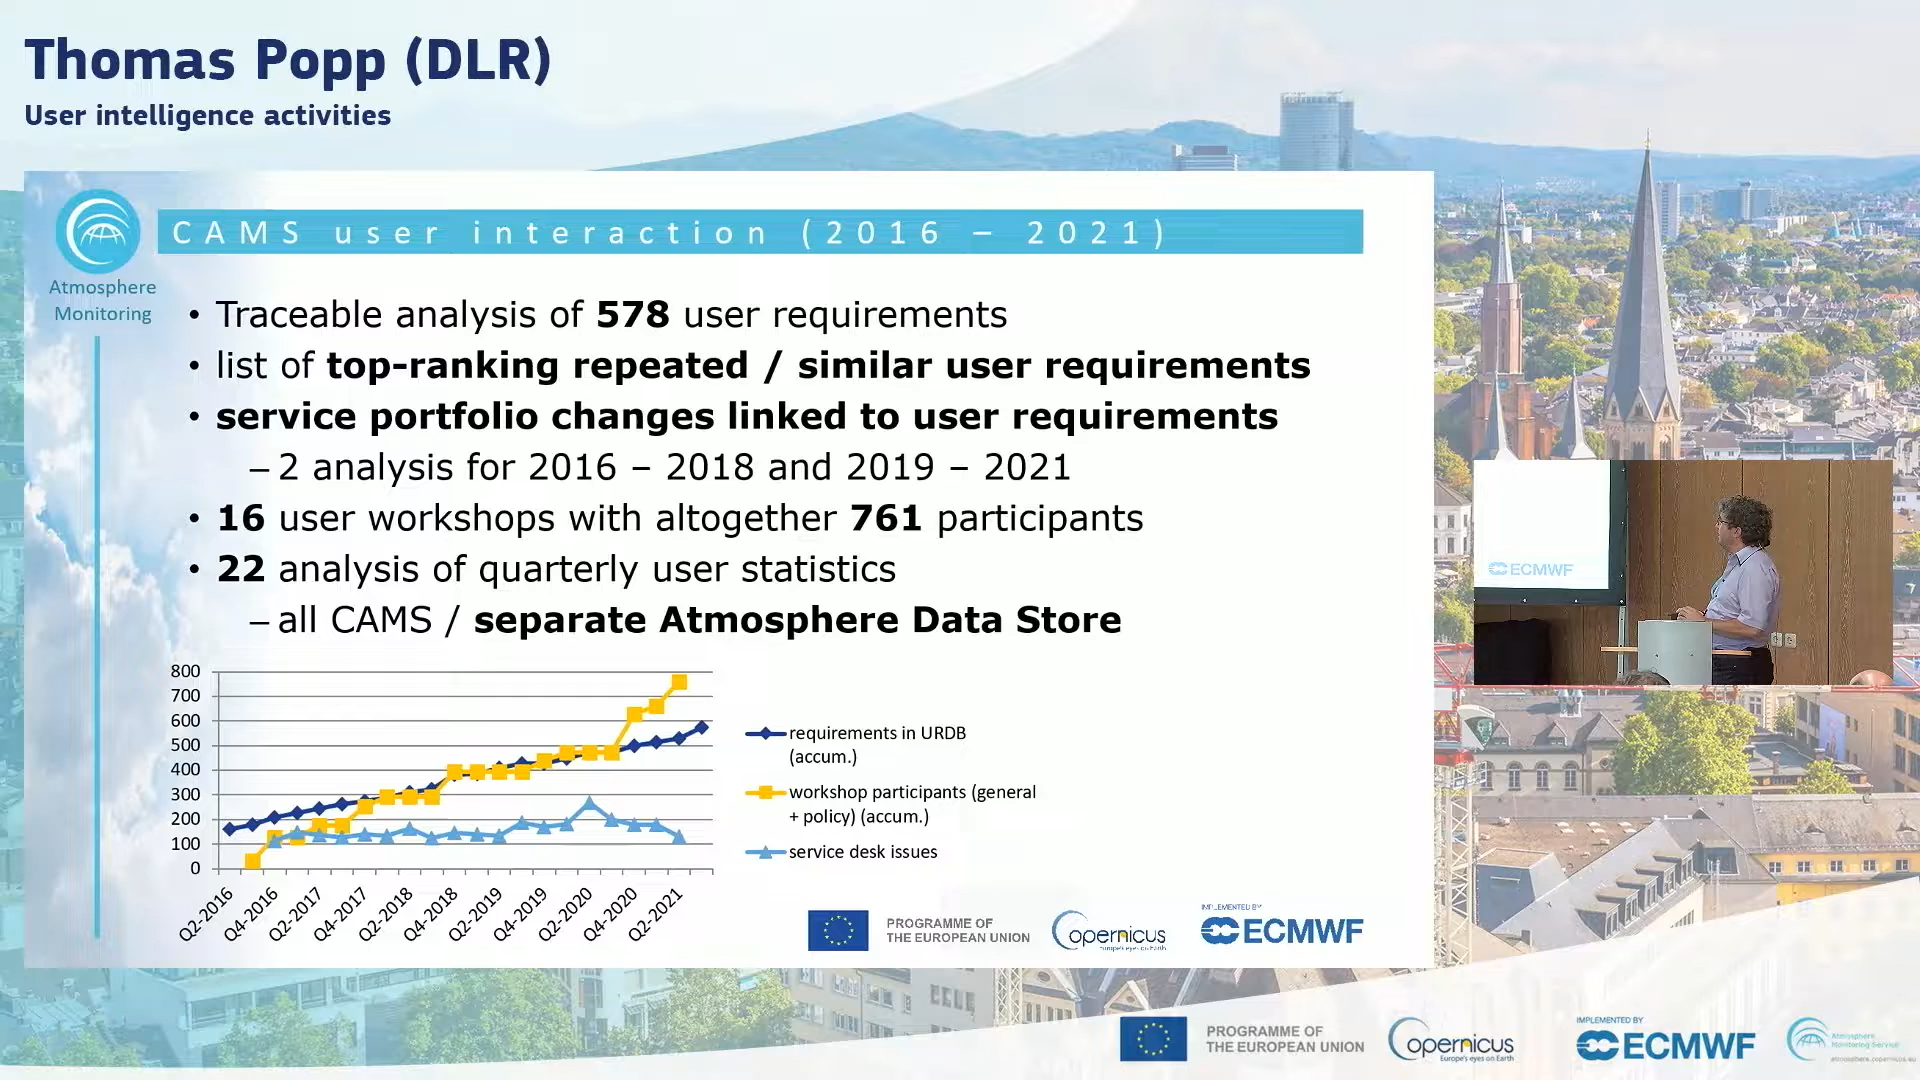 Thomas Popp (DLR)
User intelligence activities
CAMS user interaction (2016 – 2021)
Atmosphere
Monitoring
• Traceable analysis of 578 user requirements
• list of top-ranking repeated / similar user requirements
• service portfolio changes linked to user requirements
– 2 analysis for 2016 – 2018 and 2019 – 2021
• 16 user workshops with altogether 761 participants
• 22 analysis of quarterly user statistics
– all CAMS / separate Atmosphere Data Store
800
700
600
500
400
300
200
100
0
Q2-2016
Q4-2016
Q2-2017
Q4-2017
Q2-2018
Q4-2018
Q2-2019
Q4-2019
Q2-2020
Q4-2020
Q2-2021
requirements in URDB
(accum.)
workshop participants (general
+ policy) (accum.)
service desk issues
PROGRAMME OF
THE EUROPEAN UNION
Copernicus
Europe's eyes on Earth
IMPLEMENTED BY
ECMWF
ECMWF
PROGRAMME OF
THE EUROPEAN UNION
Copernicus
Europe's eyes on Earth
IMPLEMENTED BY
ECMWF
Atmosphere
Monitoring Service
atmosphere.copernicus.eu